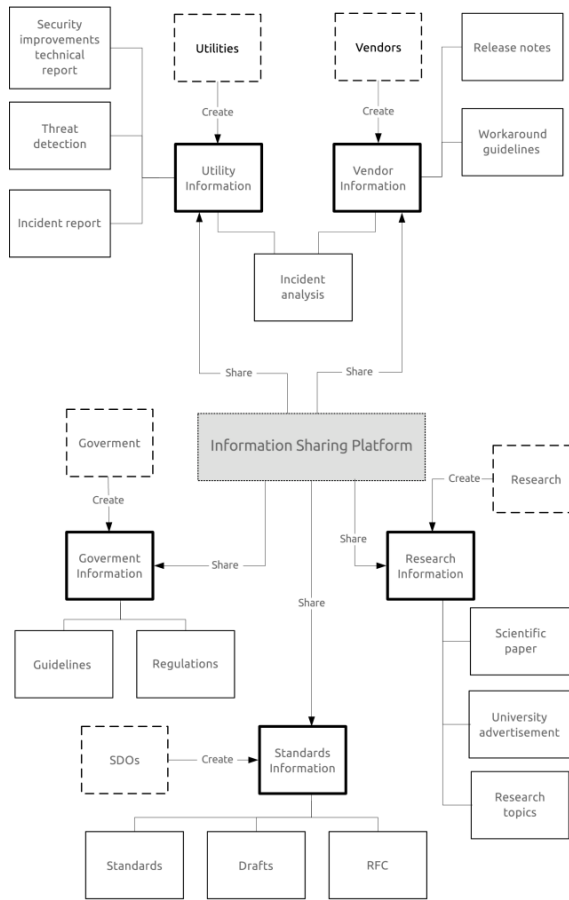 Security
improvements
technical
report
Utilities
Vendors
Release notes
Create
Create
Threat
detection
Utility
Information
Vendor
Information
Workaround
guidelines
Incident report
Incident
analysis
Share
Share
Information Sharing Platform
Goverment
Create
Research
Create
Goverment
Information
Share
Share
Research
Information
Share
Guidelines
Regulations
Scientific
paper
University
advertisement
SDOs
Create
Standards
Information
Research
topics
Standards
Drafts
RFC